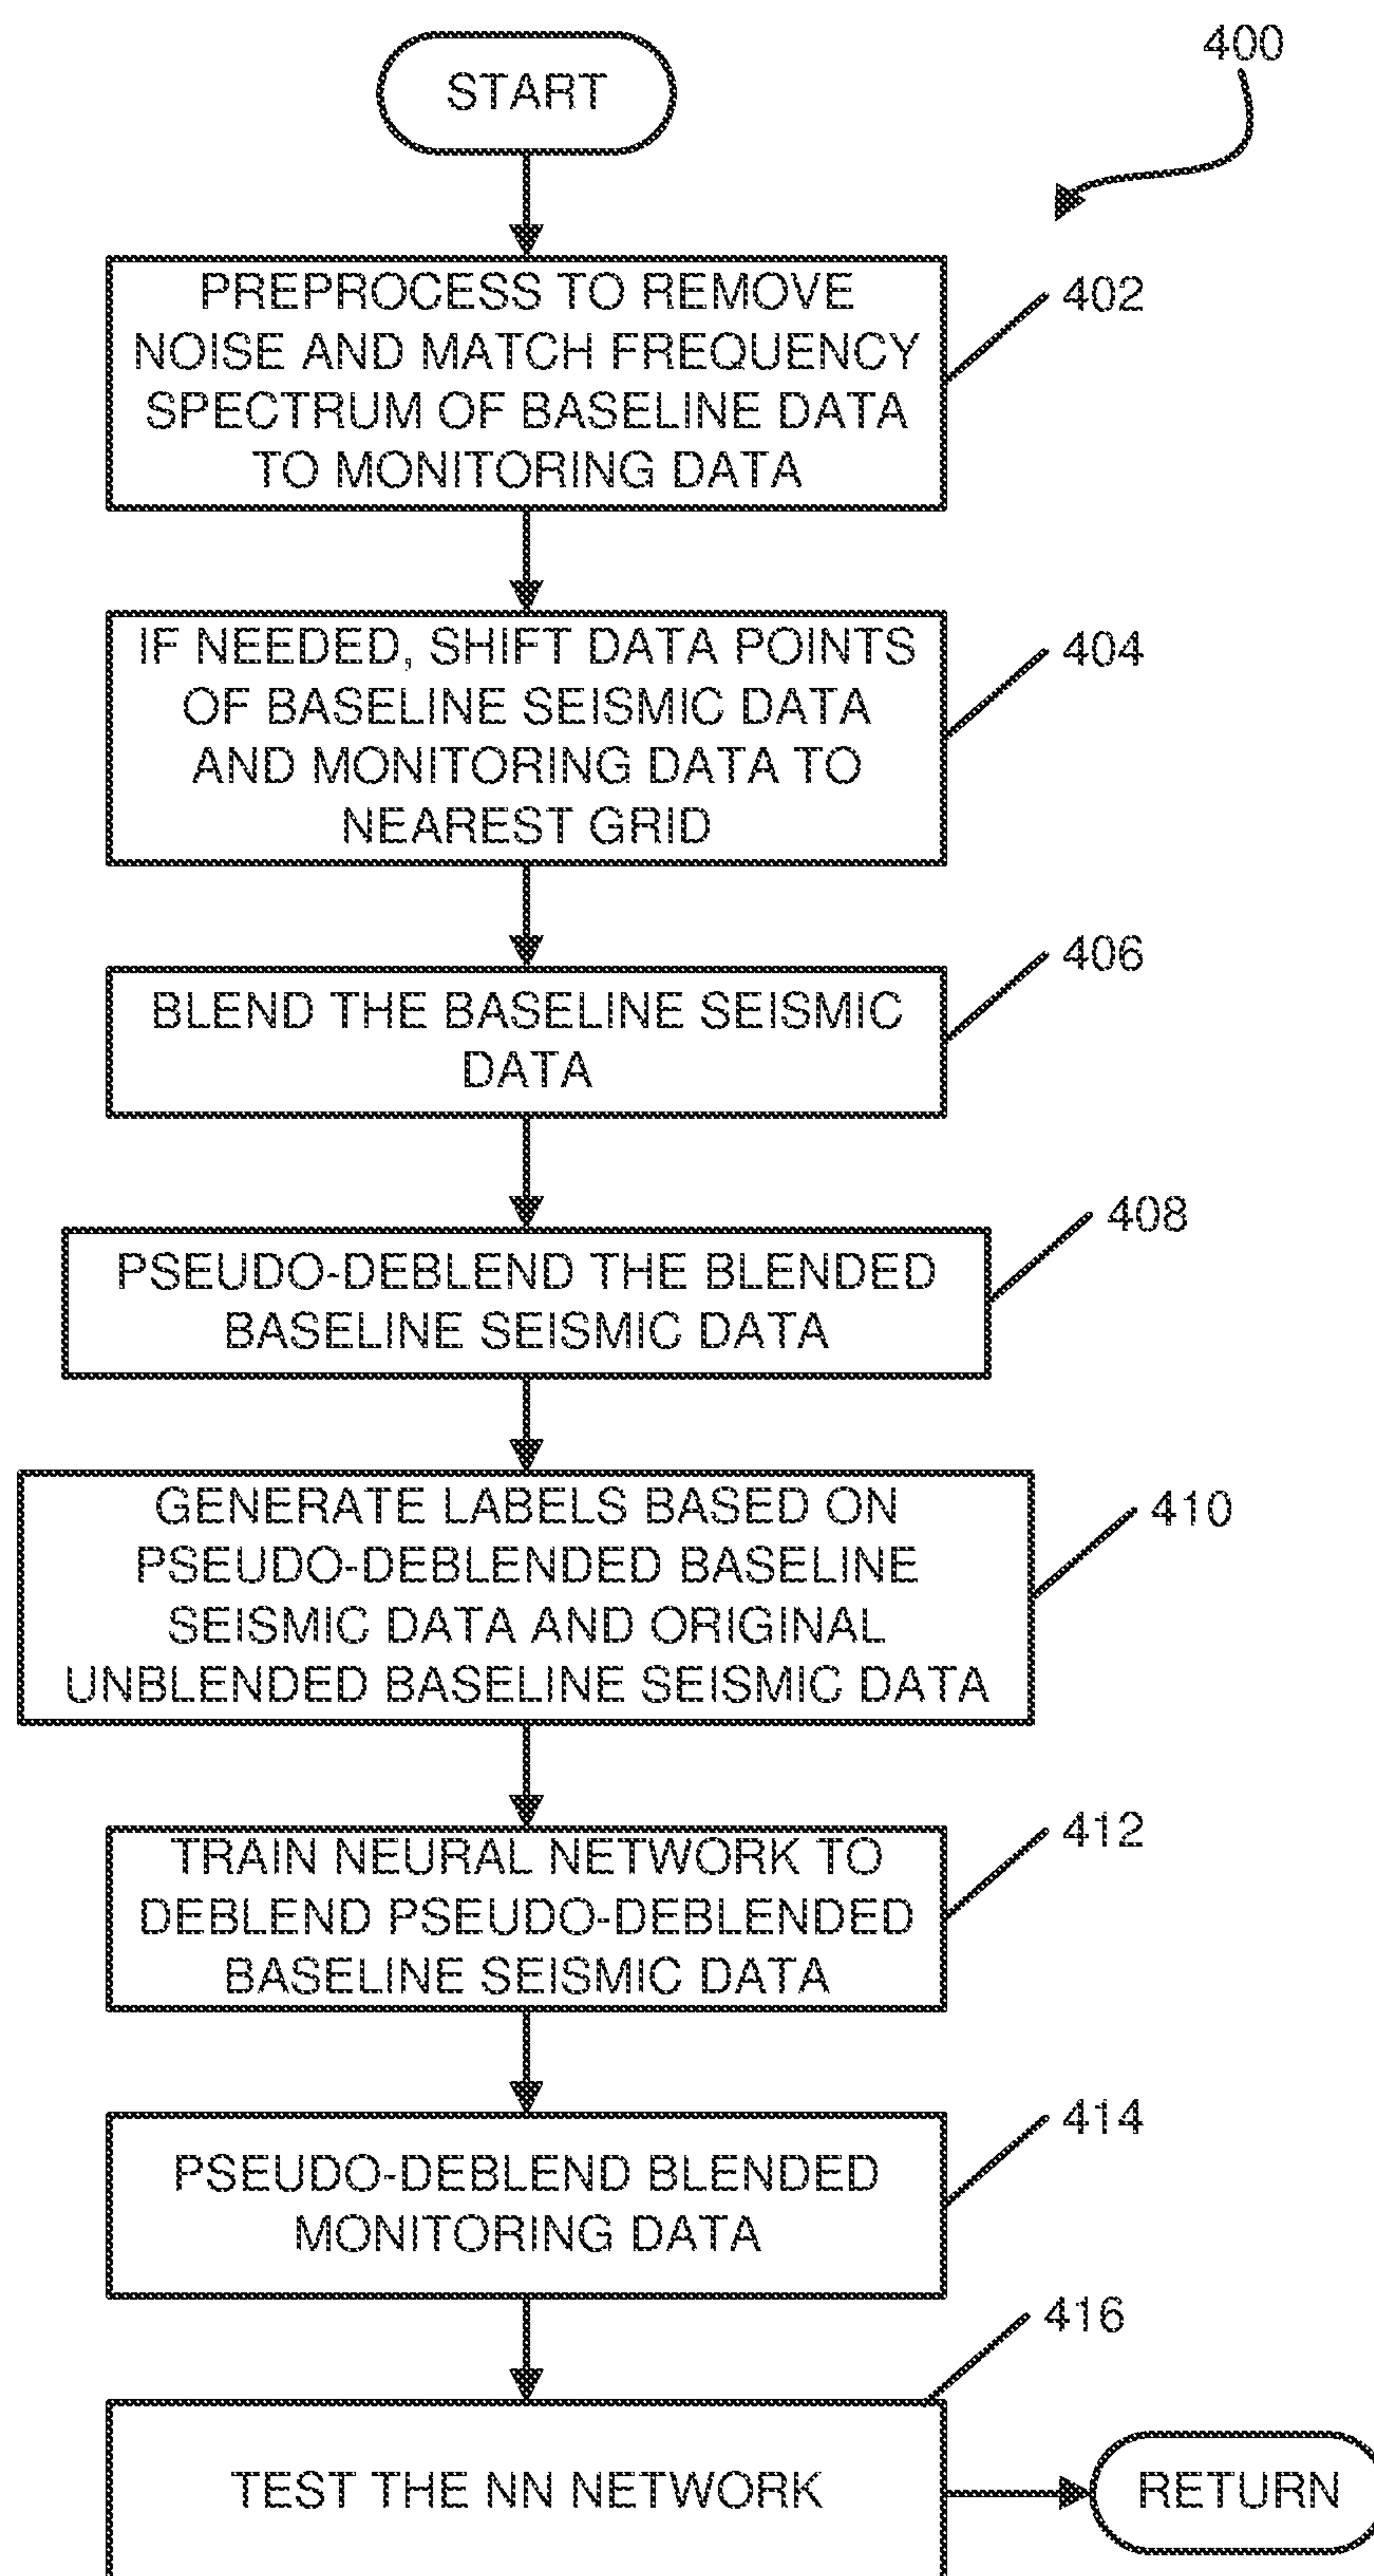 START
400
PREPROCESS TO REMOVE
NOISE AND MATCH FREQUENCY
SPECTRUM OF BASELINE DATA
TO MONITORING DATA
402
IF NEEDED, SHIFT DATA POINTS
OF BASELINE SEISMIC DATA
AND MONITORING DATA TO
NEAREST GRID
404
BLEND THE BASELINE SEISMIC
DATA
406
PSEUDO-DEBLEND THE BLENDED
BASELINE SEISMIC DATA
408
GENERATE LABELS BASED ON
PSEUDO-DEBLENDED BASELINE
SEISMIC DATA AND ORIGINAL
UNBLENDED BASELINE SEISMIC DATA
410
TRAIN NEURAL NETWORK TO
DEBLEND PSEUDO-DEBLENDED
BASELINE SEISMIC DATA
412
PSEUDO-DEBLEND BLENDED
MONITORING DATA
414
TEST THE NN NETWORK
416
RETURN